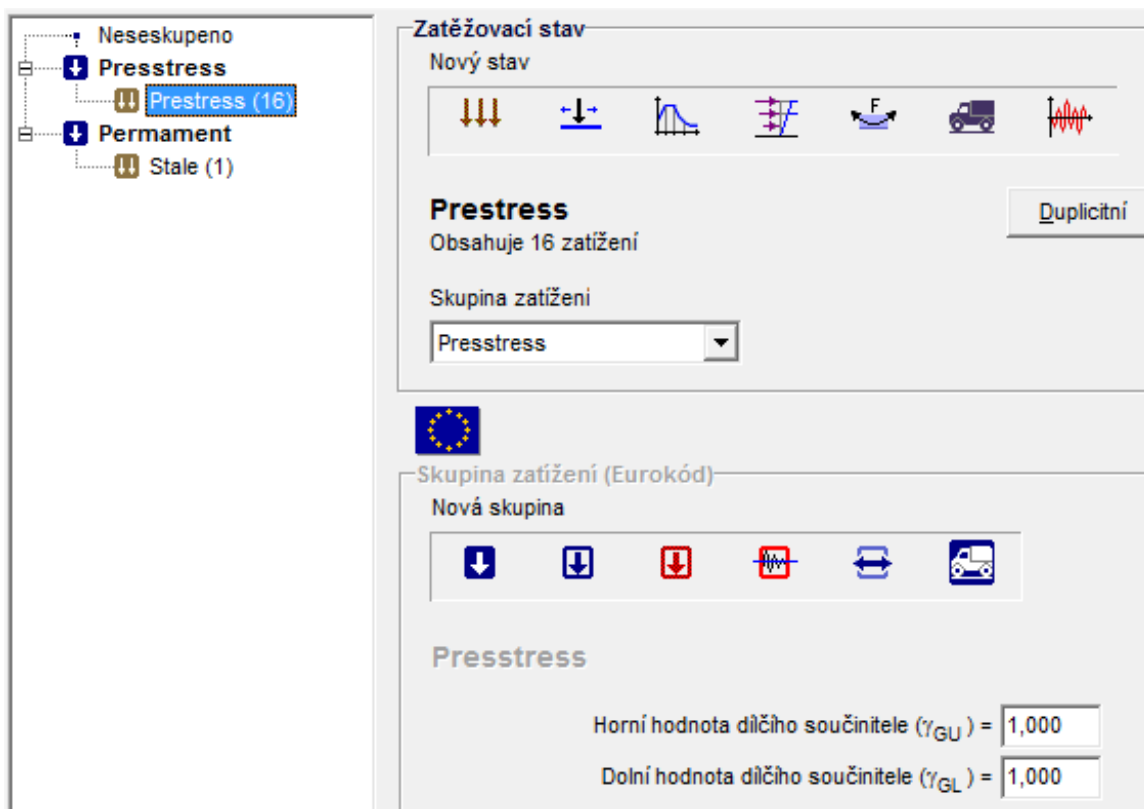 Neseskupeno
Presstress
Prestress (16)
Permament
Stale (1)
Zatěžovací stav
Nový stav
F
Prestress
Duplicitní
Obsahuje 16 zatížení
Skupina zatíženi
Presstress
Skupina zatížení (Eurokód)
Nová skupina
Presstress
Horní hodnota dílčího součinitele (γGU) = 1,000
Dolní hodnota dílčího součinitele (γGL) = 1,000